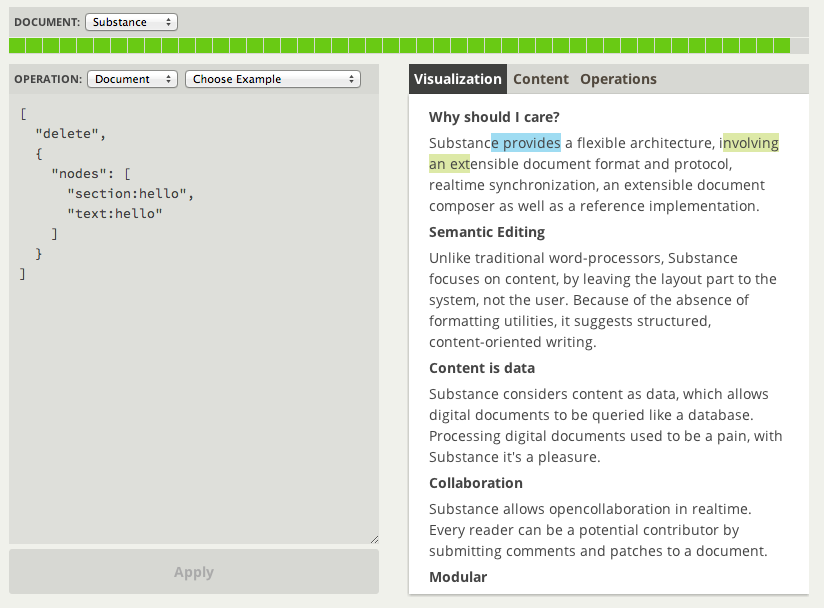 DOCUMENT: Substance
OPERATION: Document Choose Example
[
"delete",
{
"nodes": [
"section:hello",
"text:hello"
]
}
]
Apply
Visualization Content Operations
Why should I care?
Substance provides a flexible architecture, involving
an extensible document format and protocol,
realtime synchronization, an extensible document
composer as well as a reference implementation.
Semantic Editing
Unlike traditional word-processors, Substance
focuses on content, by leaving the layout part to the
system, not the user. Because of the absence of
formatting utilities, it suggests structured,
content-oriented writing.
Content is data
Substance considers content as data, which allows
digital documents to be queried like a database.
Processing digital documents used to be a pain, with
Substance it's a pleasure.
Collaboration
Substance allows opencollaboration in realtime.
Every reader can be a potential contributor by
submitting comments and patches to a document.
Modular